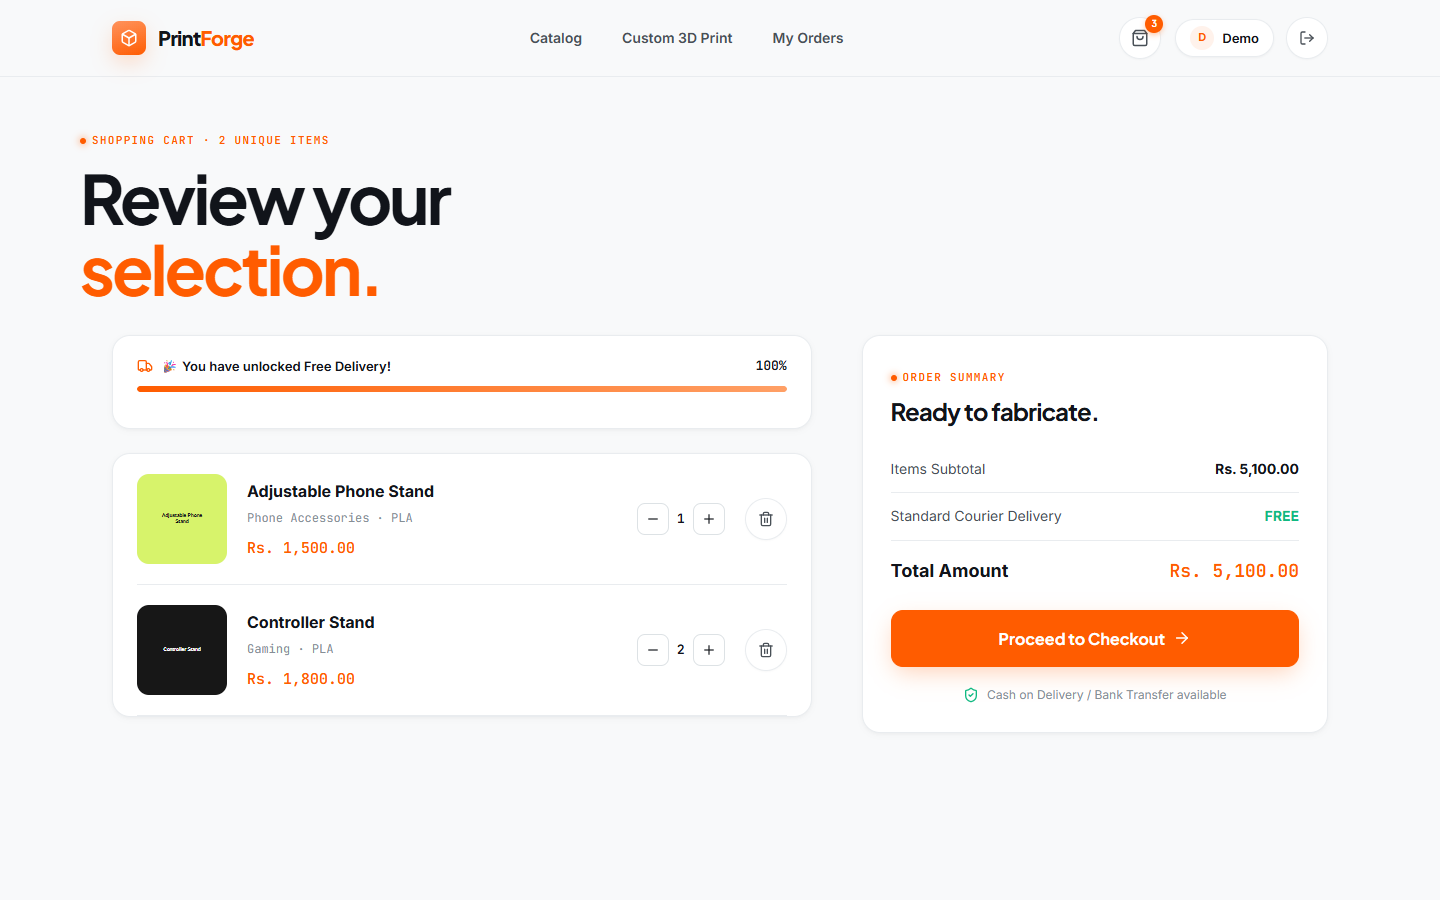 PrintForge
Catalog
Custom 3D Print
My Orders
3
D
Demo
SHOPPING CART · 2 UNIQUE ITEMS
Review your
selection.
🎉 You have unlocked Free Delivery!
100%
Adjustable Phone
Stand
Adjustable Phone Stand
Phone Accessories · PLA
Rs. 1,500.00
1
Controller Stand
Controller Stand
Gaming · PLA
Rs. 1,800.00
2
ORDER SUMMARY
Ready to fabricate.
Items Subtotal
Rs. 5,100.00
Standard Courier Delivery
FREE
Total Amount
Rs. 5,100.00
Proceed to Checkout →
Cash on Delivery / Bank Transfer available